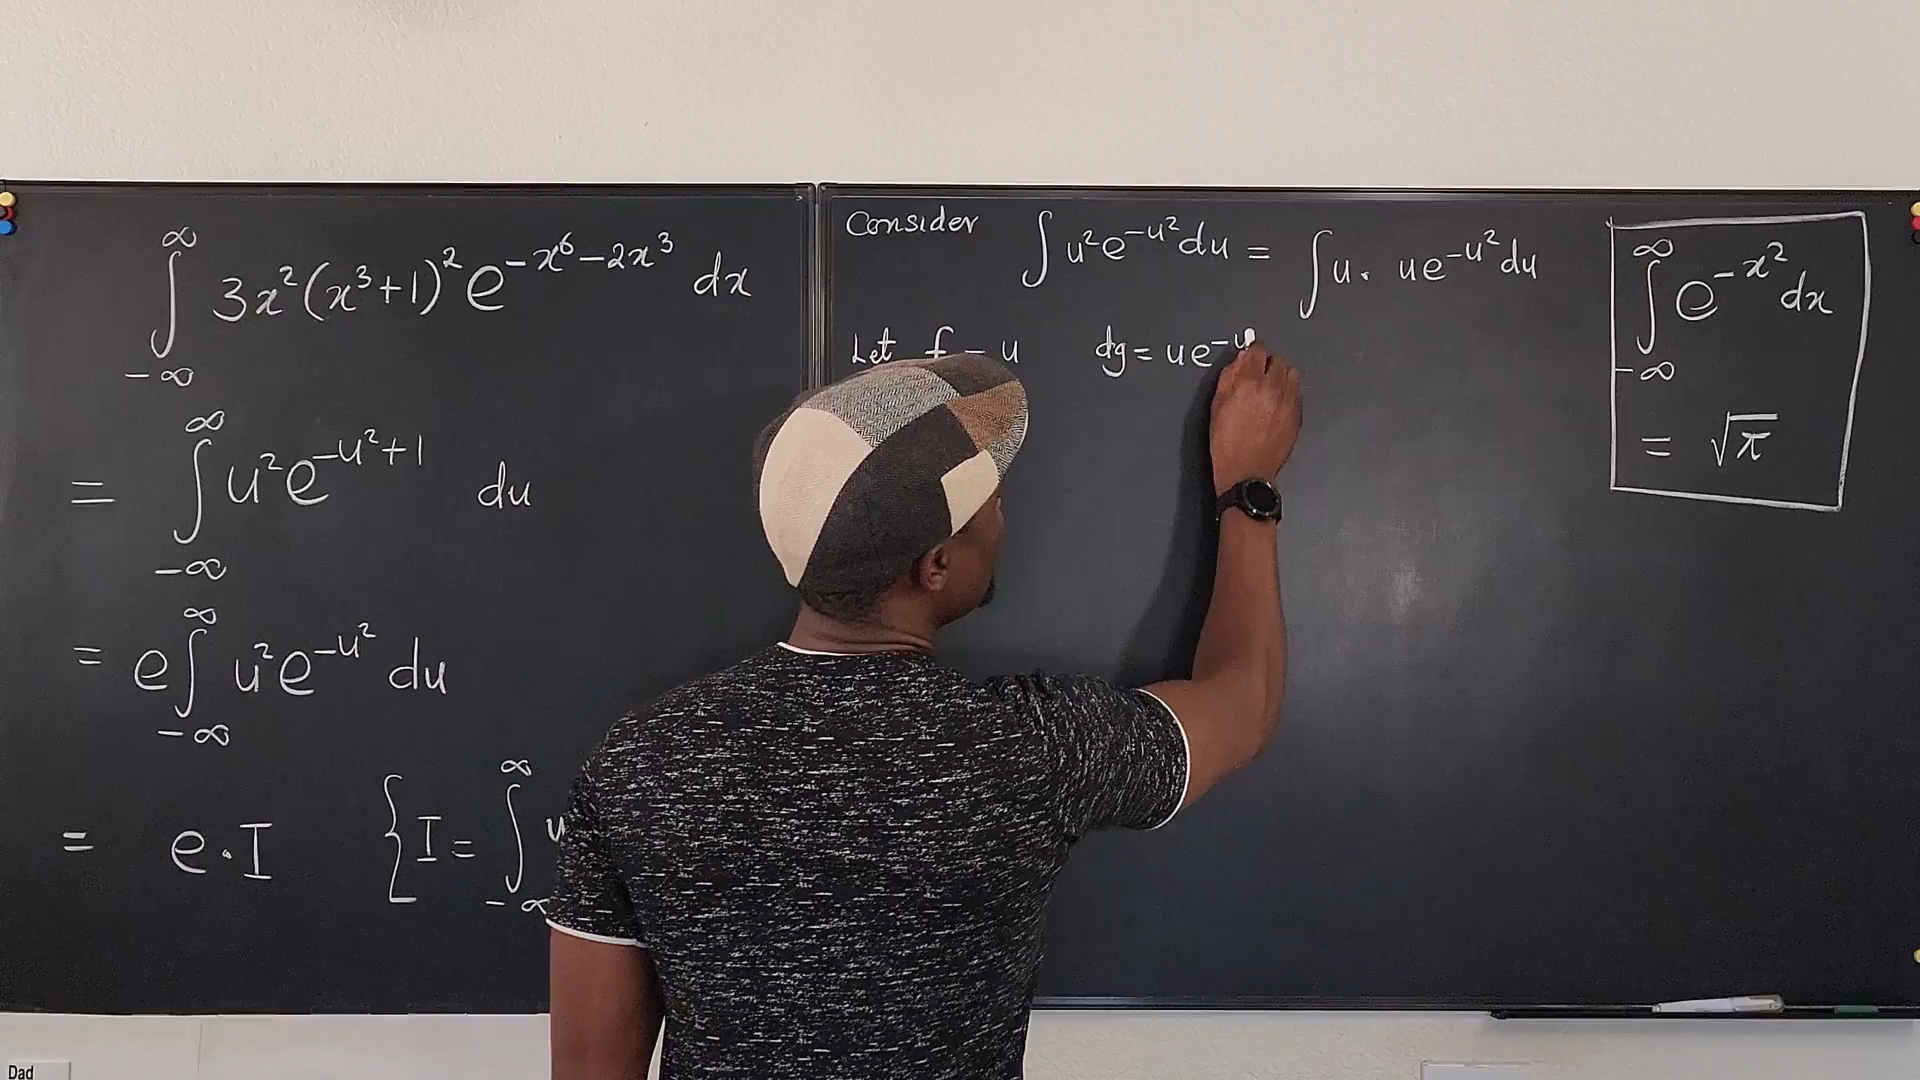 ∫_{-∞}^{∞} 3x²(x³+1)² e^{-x⁶-2x³} dx
= ∫_{-∞}^{∞} u²e^{-u²+1} du
= e∫_{-∞}^{∞} u²e^{-u²} du
= e·I { I = ∫_{-∞}^{∞} u
Consider ∫u²e^{-u²}du = ∫u· ue^{-u²}du
Let f = u dg = ue^{-u
∫_{-∞}^{∞} e^{-x²}dx
= √π
Dad